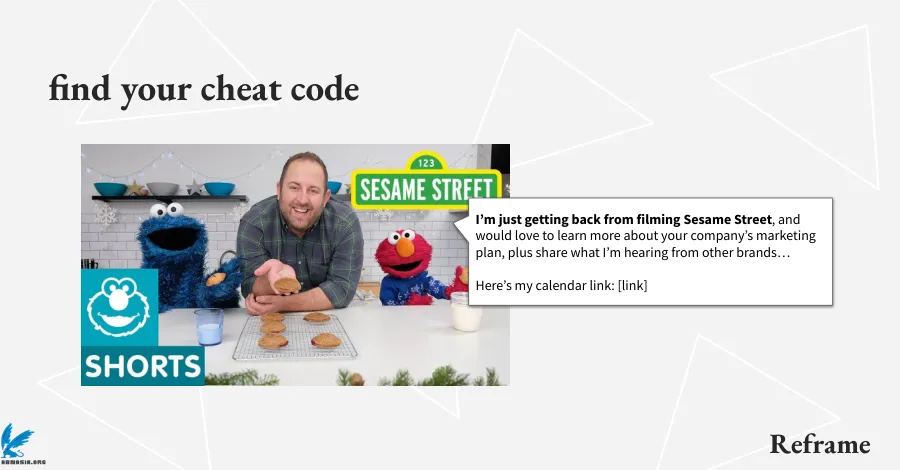 find your cheat code
123
SESAME STREET
I'm just getting back from filming Sesame Street, and
would love to learn more about your company's marketing
plan, plus share what I'm hearing from other brands…
Here's my calendar link: [link]
SHORTS
Reframe